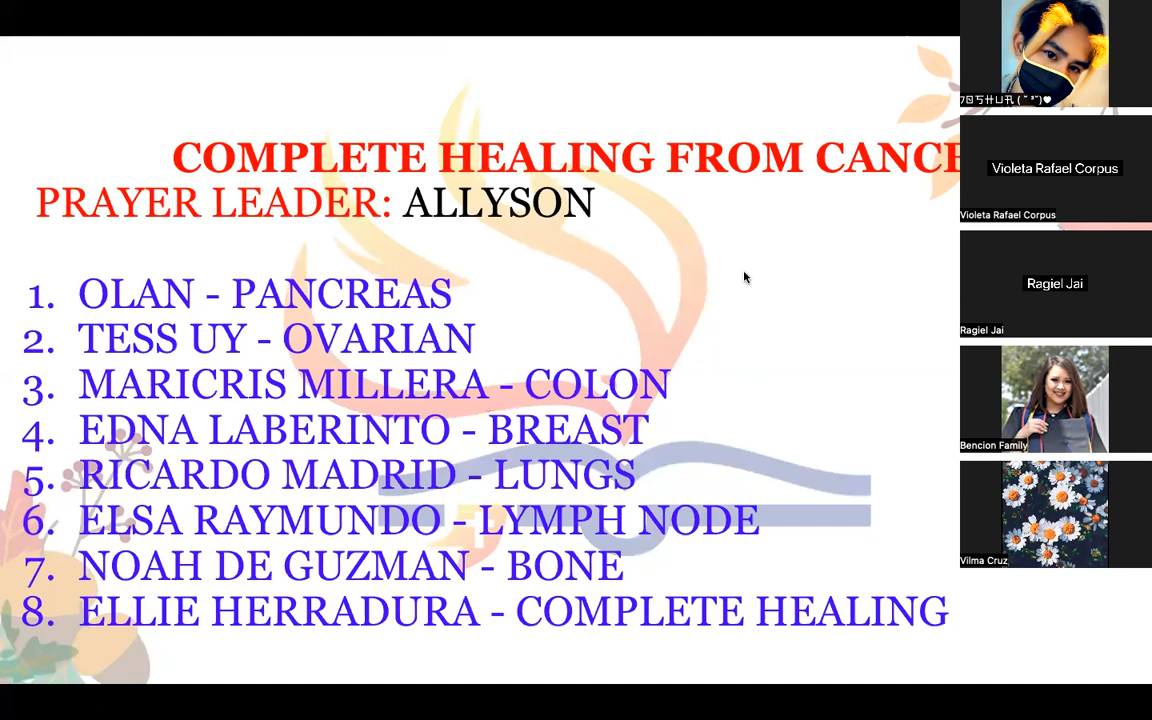 COMPLETE HEALING FROM CANCE
PRAYER LEADER: ALLYSON
1. OLAN - PANCREAS
2. TESS UY - OVARIAN
3. MARICRIS MILLERA - COLON
4. EDNA LABERINTO - BREAST
5. RICARDO MADRID - LUNGS
6. ELSA RAYMUNDO - LYMPH NODE
7. NOAH DE GUZMAN - BONE
8. ELLIE HERRADURA - COMPLETE HEALING
Violeta Rafael Corpus
Violeta Rafael Corpus
Ragiel Jai
Ragiel Jai
Bencion Family
Vilma Cruz